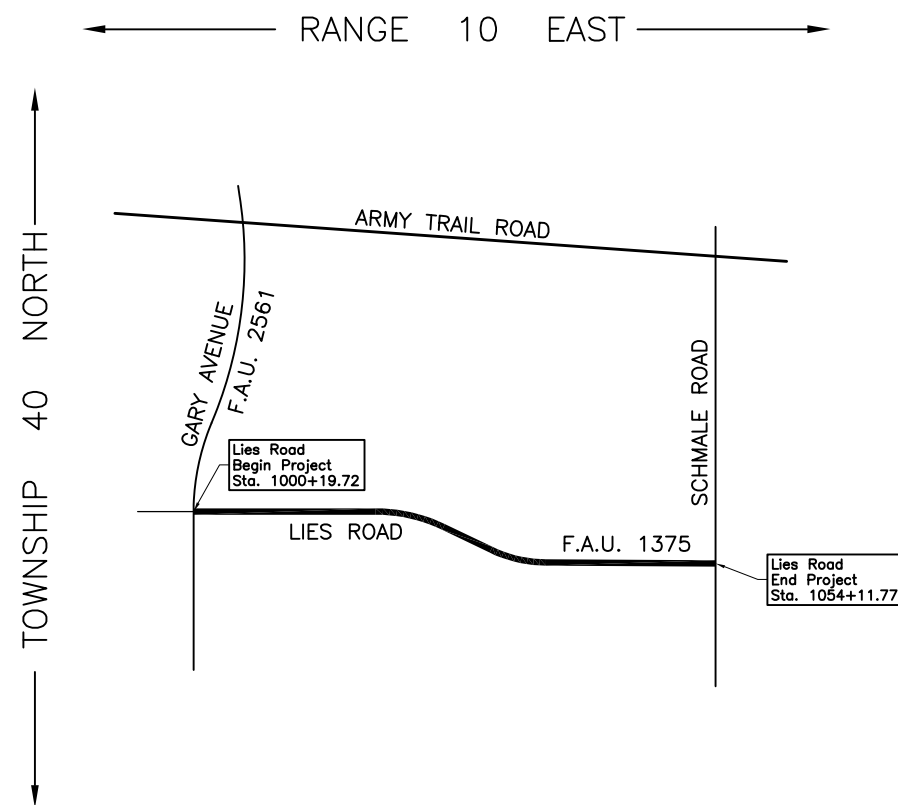 RANGE 10 EAST
TOWNSHIP 40 NORTH
ARMY TRAIL ROAD
GARY AVENUE
F.A.U. 2561
SCHMALE ROAD
Lies Road
Begin Project
Sta. 1000+19.72
LIES ROAD
F.A.U. 1375
Lies Road
End Project
Sta. 1054+11.77